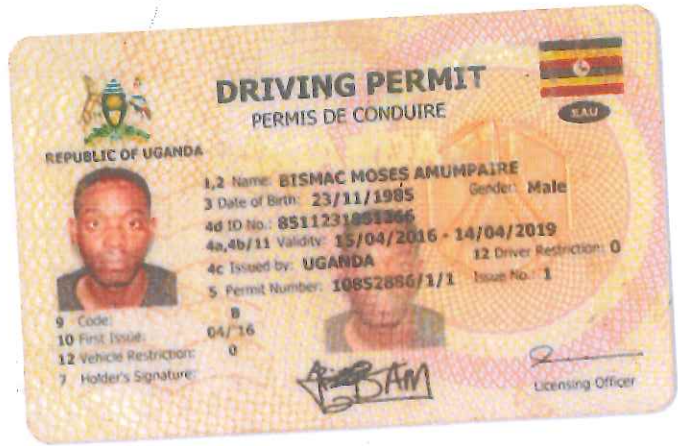 DRIVING PERMIT
PERMIS DE CONDUIRE
EAU
REPUBLIC OF UGANDA
1,2 Name: BISMAC MOSES AMUMPAIRE
3 Date of Birth: 23/11/1985 Gender: Male
4d ID No.:
4a,4b/11 Validity: 15/04/2016 - 14/04/2019
4c Issued by: UGANDA 12 Driver Restriction: 0
5 Permit Number: 10852886/1/1 Issue No.: 1
9 Code: B
10 First Issue: 04/'16
12 Vehicle Restriction: 0
7 Holder's Signature:
Licensing Officer